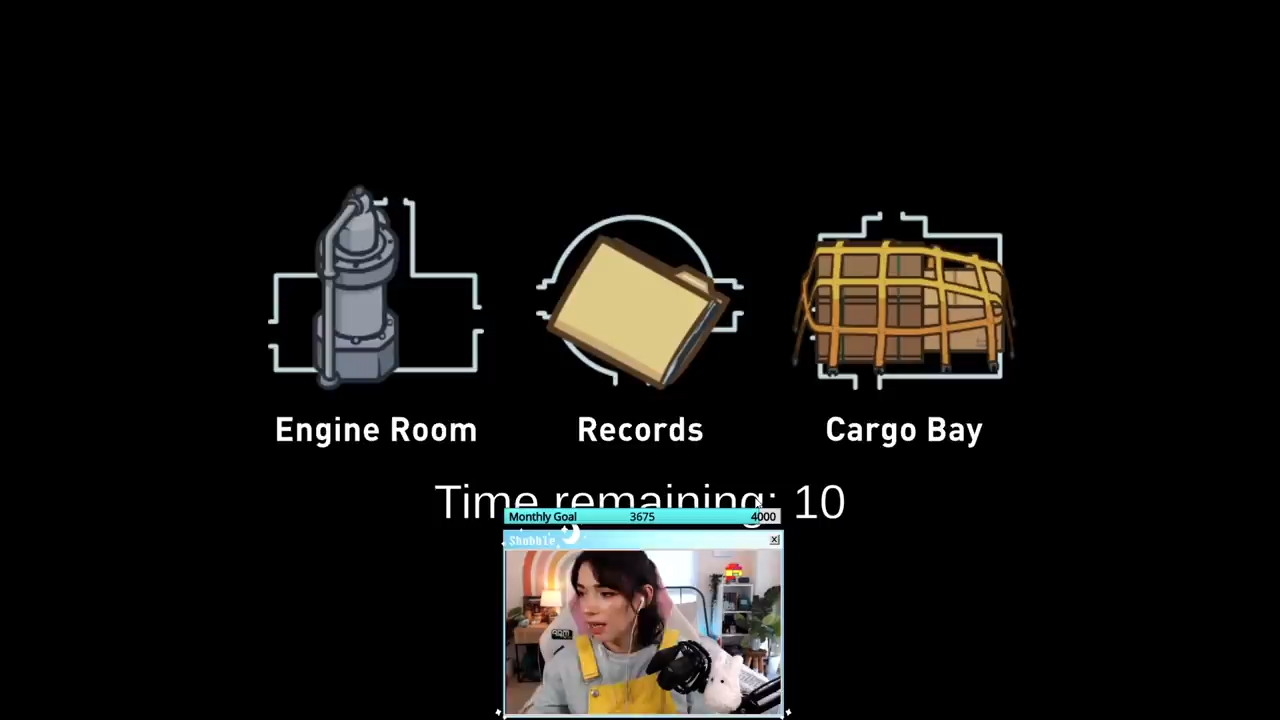 Engine Room
Records
Cargo Bay
Time remaining: 10
Monthly Goal 3675 4000
Shubble